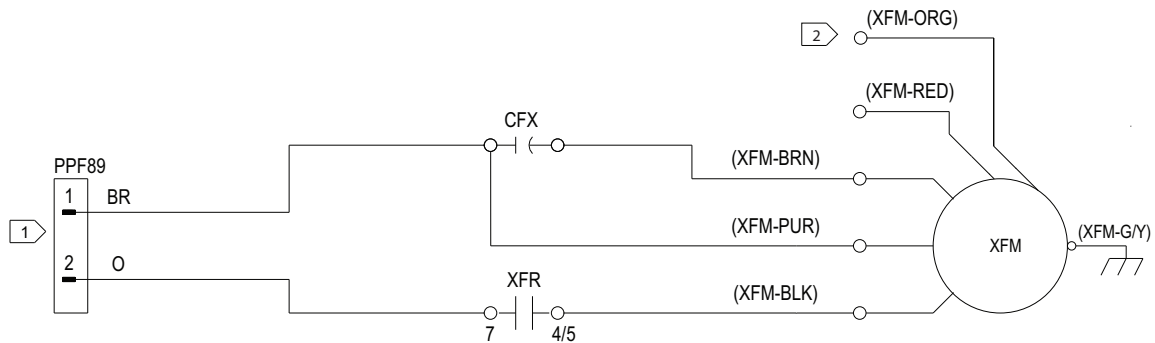 2 (XFM-ORG)
(XFM-RED)
CFX
(XFM-BRN)
PPF89
1 BR
1
(XFM-PUR)
XFM
(XFM-G/Y)
2 O
XFR
(XFM-BLK)
7 4/5